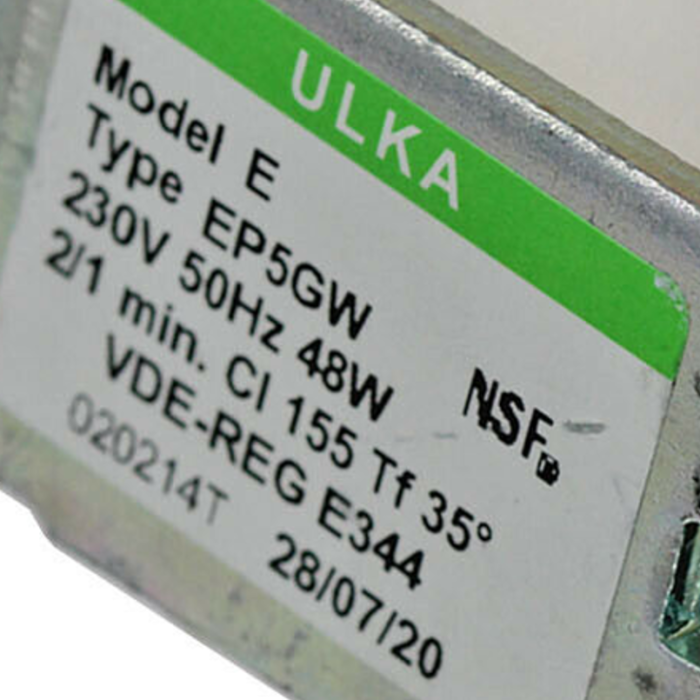 ULKA
Model E
Type EP5GW
230V 50Hz 48W
2/1 min. Cl 155 Tf 35°
VDE-REG E344
NSF
020214T
28/07/20